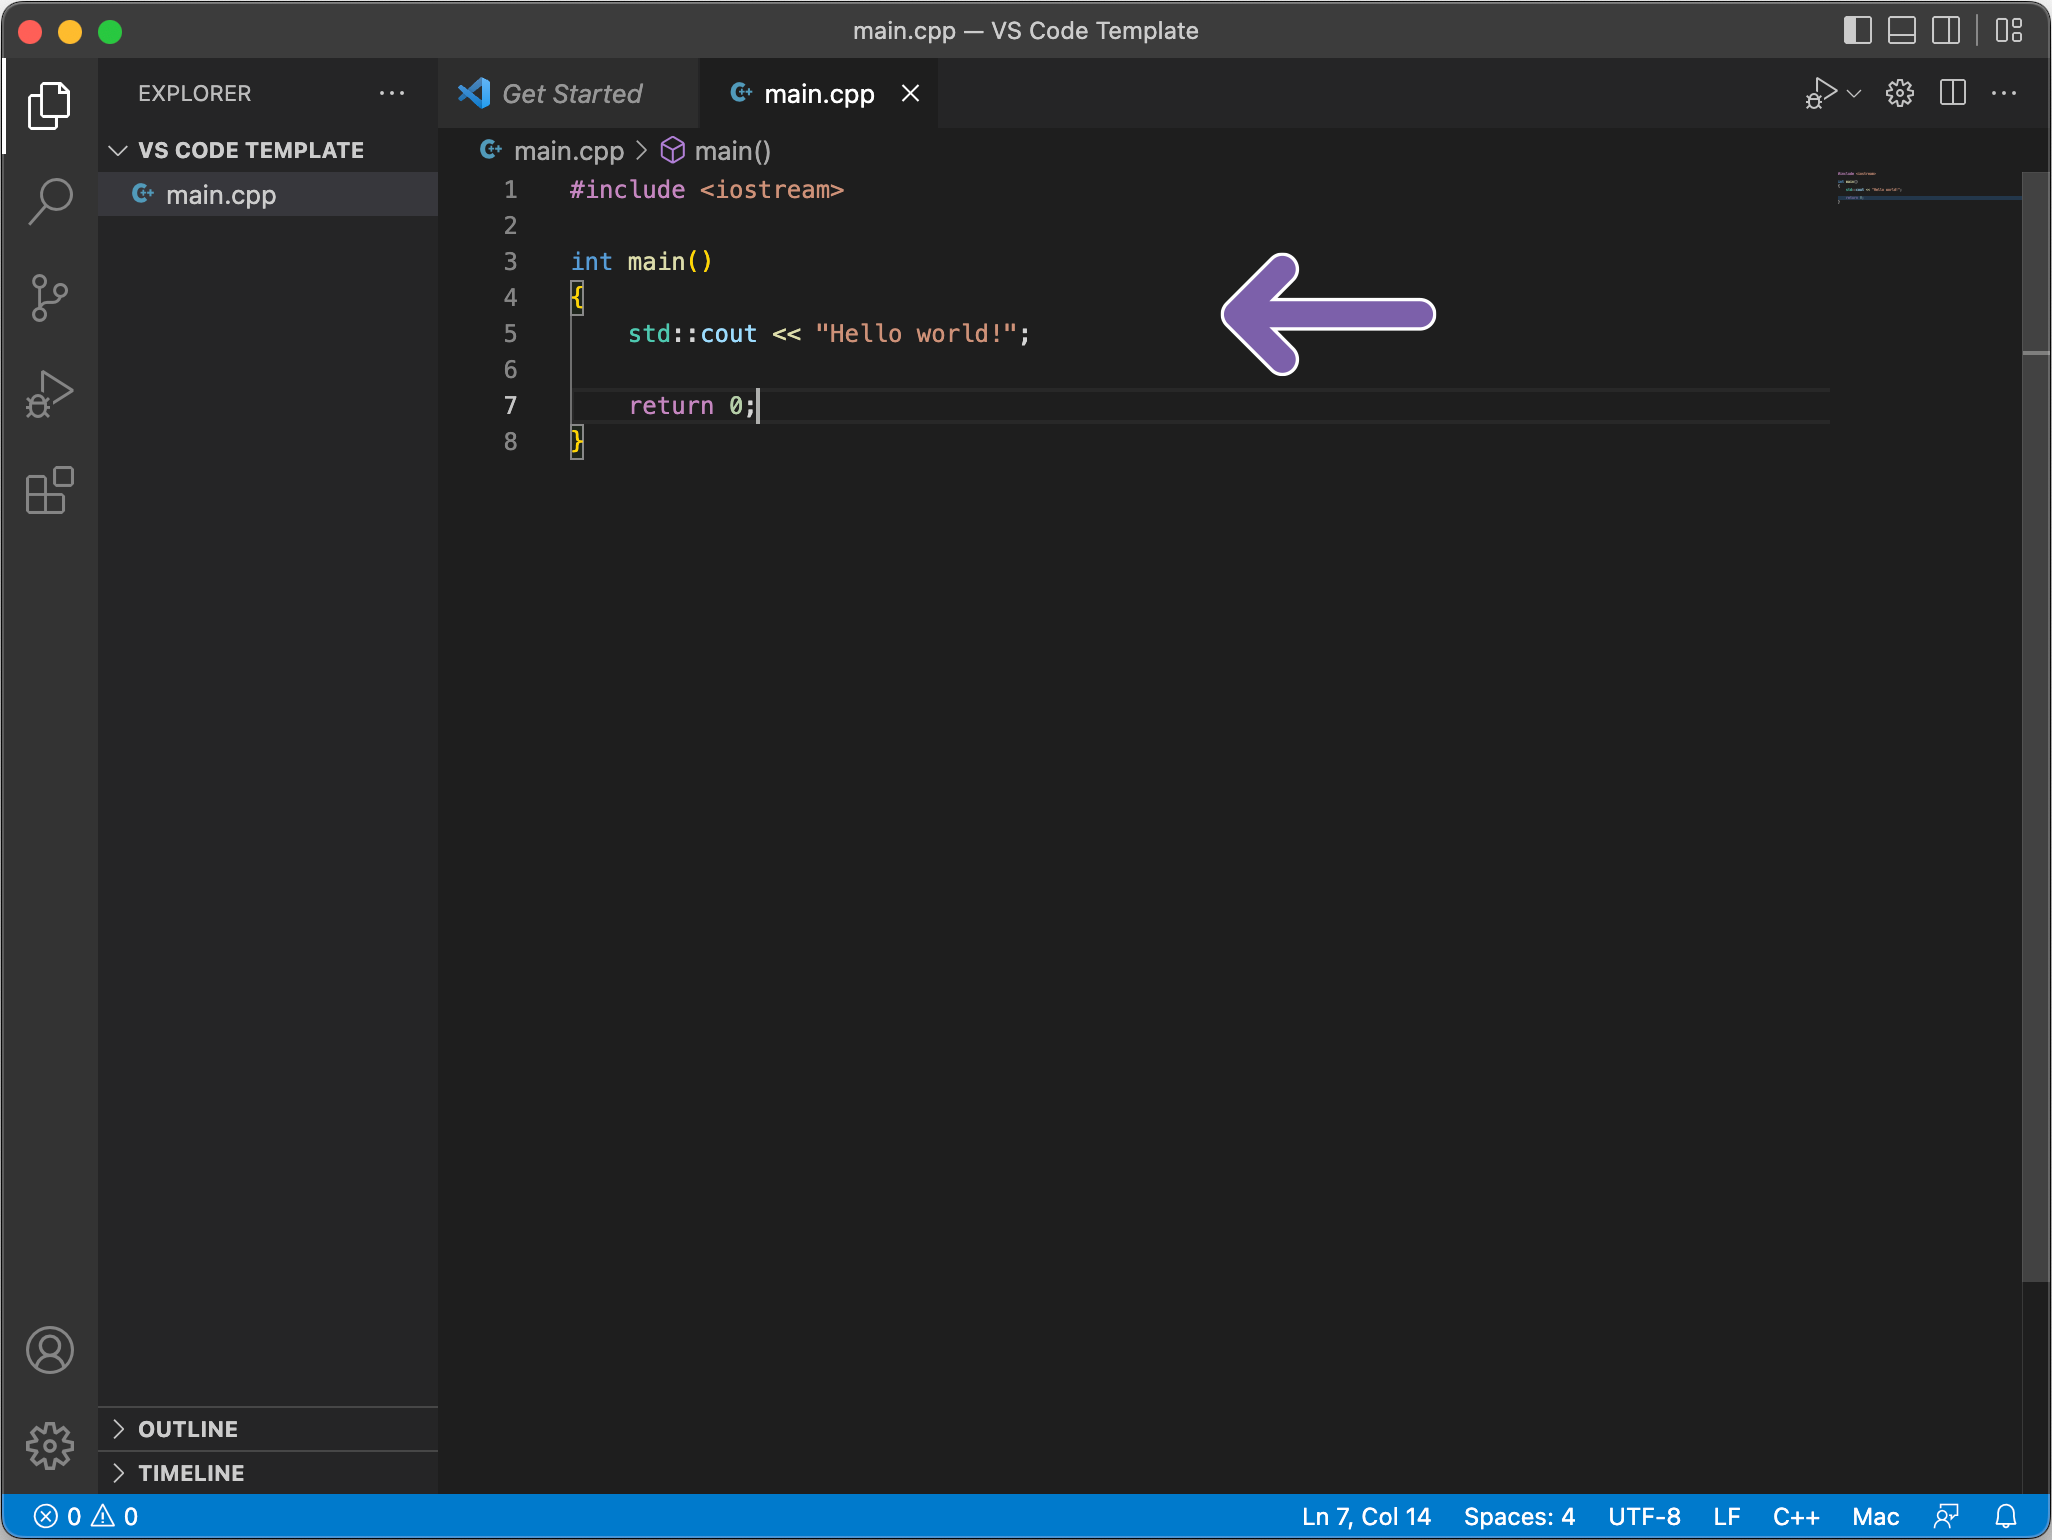 main.cpp — VS Code Template
EXPLORER
Get Started
main.cpp
VS CODE TEMPLATE
main.cpp
main.cpp > main()
1 #include <iostream>
2
3 int main()
4 {
5     std::cout << "Hello world!";
6
7     return 0;
8 }
OUTLINE
TIMELINE
0 0
Ln 7, Col 14 Spaces: 4 UTF-8 LF C++ Mac